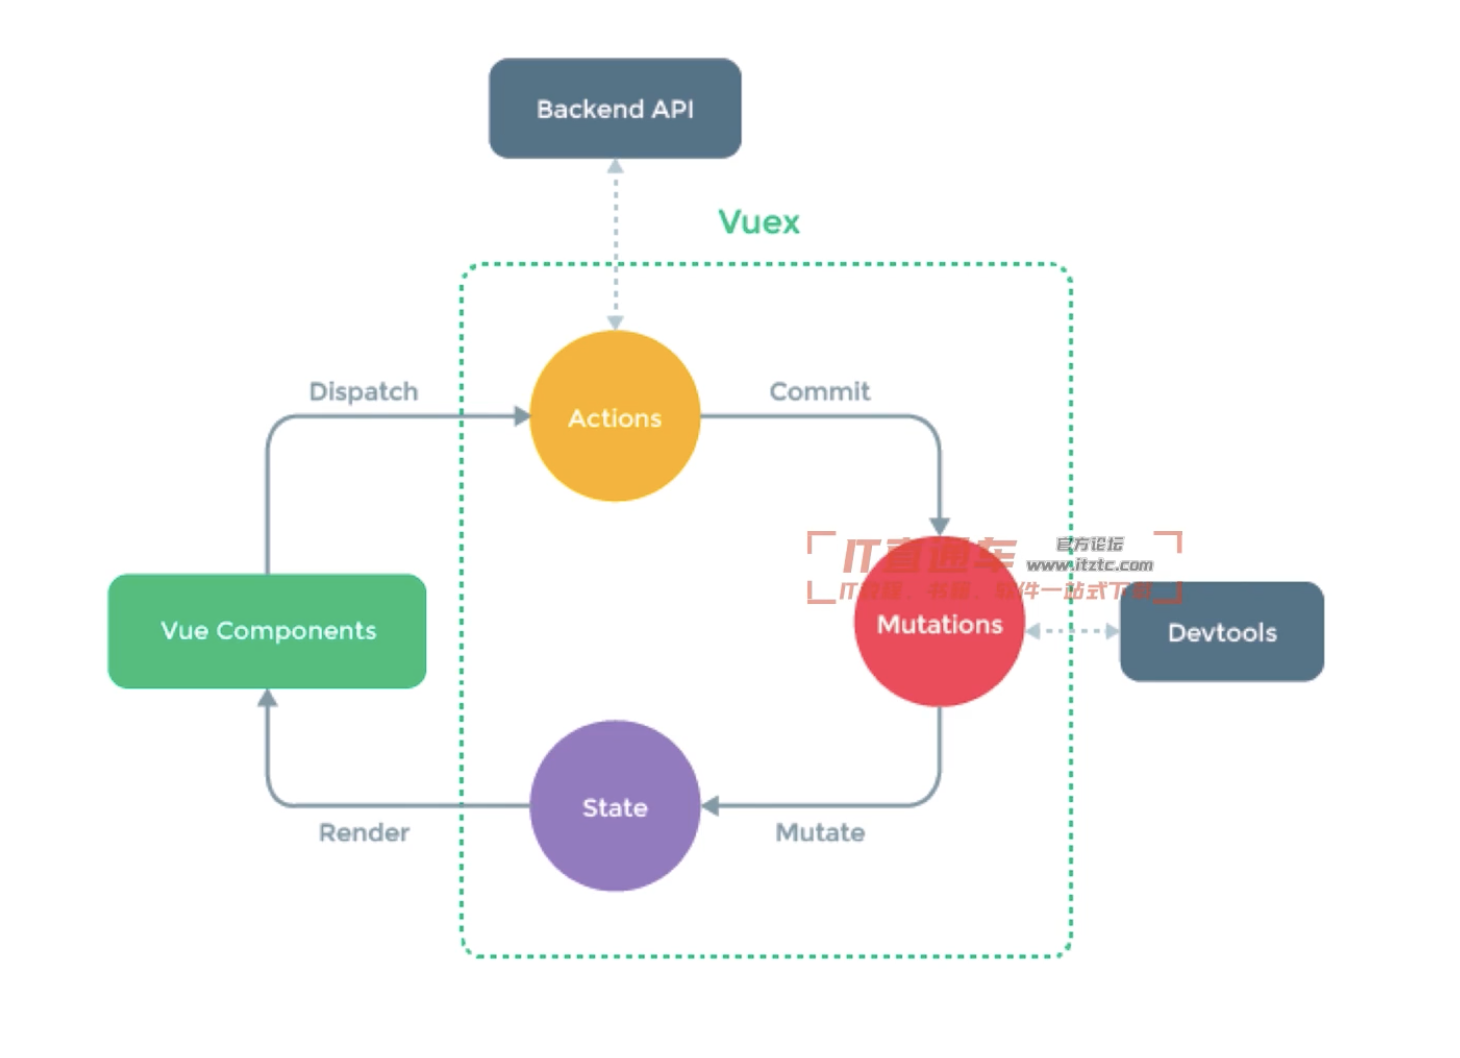 Backend API
Vuex
Dispatch
Commit
Actions
IT直通车
官方论坛
www.itztc.com
IT教程、书籍、软件一站式下载
Vue Components
Mutations
Devtools
State
Render
Mutate